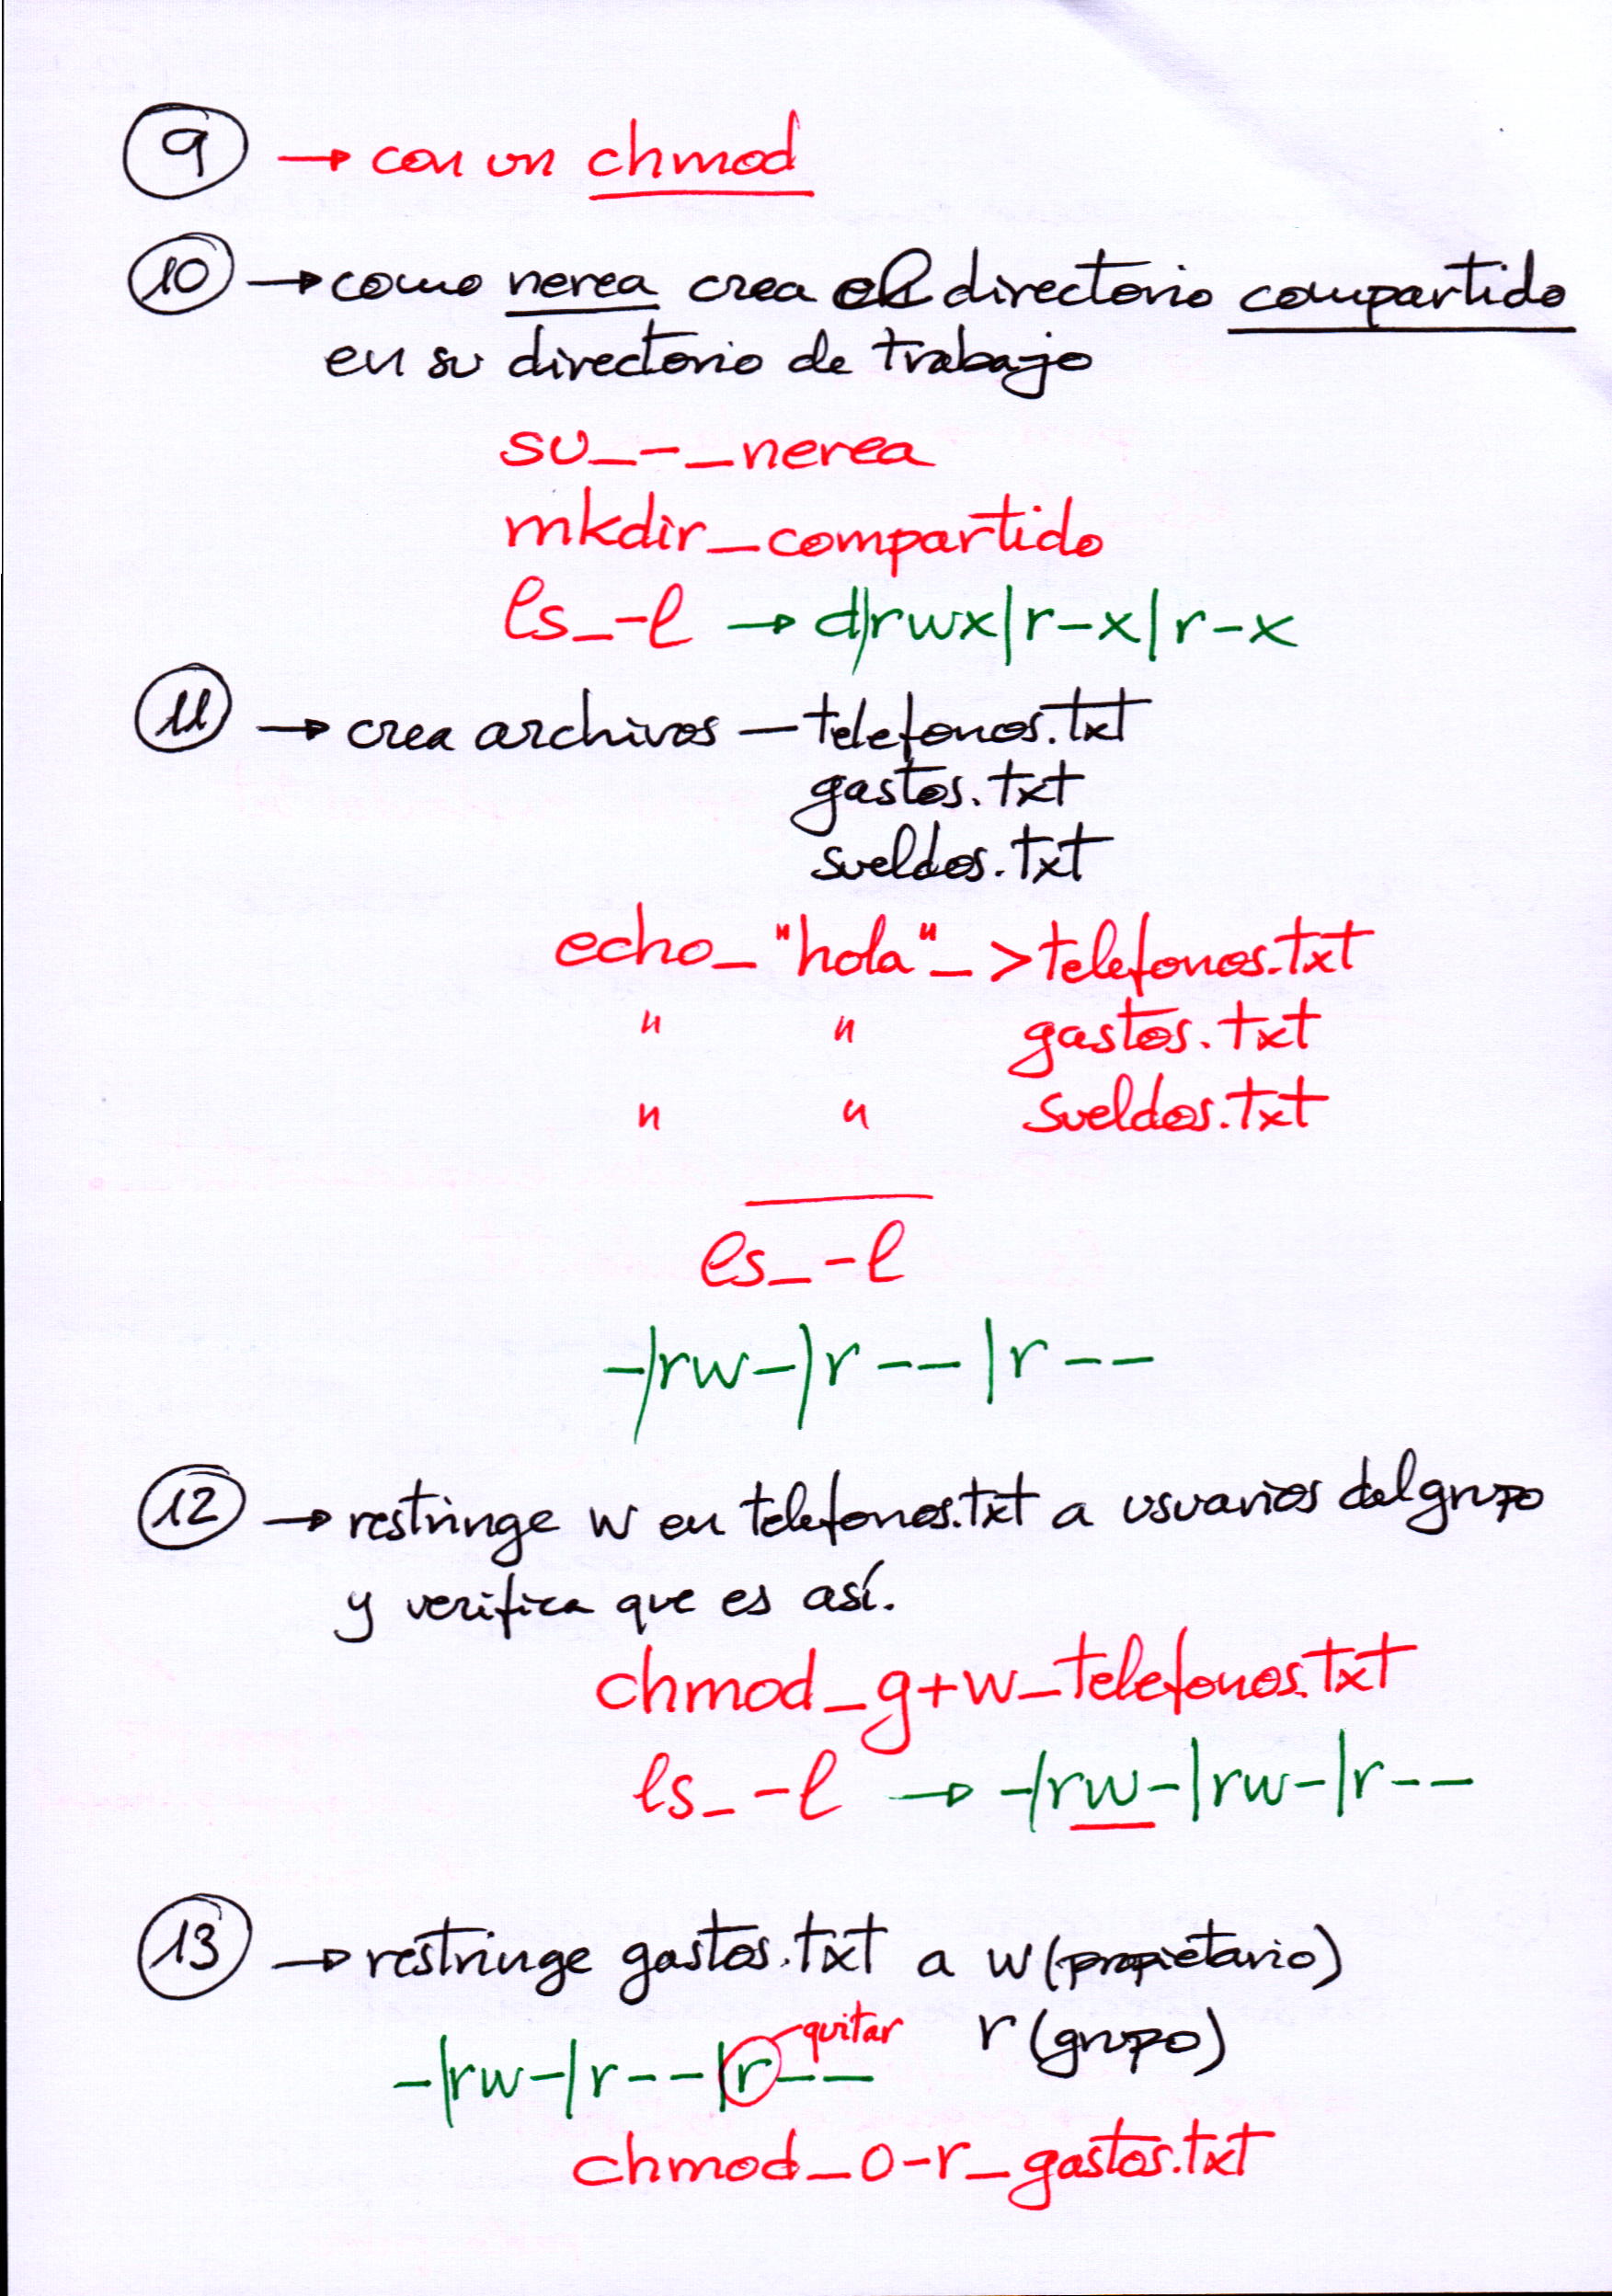 9 → con un chmod
10 → como nerea crea el directorio compartido
en su directorio de trabajo
su_-_nerea
mkdir_compartido
ls_-l → d|rwx|r-x|r-x
11 → crea archivos - telefonos.txt
gastos.txt
sueldos.txt
echo_"hola"_>telefonos.txt
" " gastos.txt
" " sueldos.txt
ls_-l
-|rw-|r--|r--
12 → restringe w en telefonos.txt a usuarios del grupo
y verifica que es así.
chmod_g+w_telefonos.txt
ls_-l → -|rw-|rw-|r--
13 → restringe gastos.txt a w (propietario)
quitar r (grupo)
-|rw-|r--|r--
chmod_o-r_gastos.txt